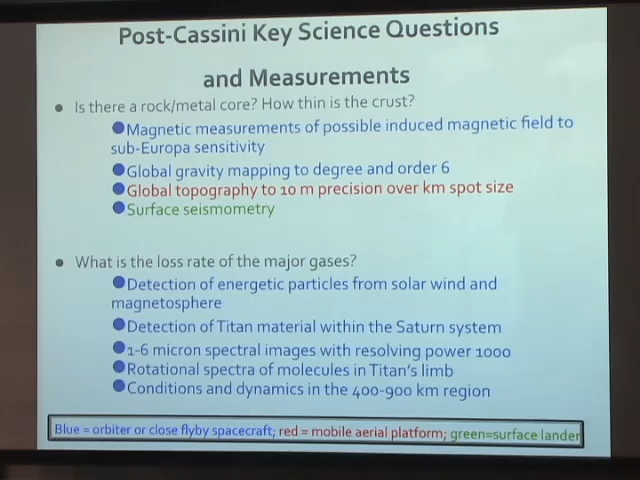 Post-Cassini Key Science Questions
and Measurements
● Is there a rock/metal core? How thin is the crust?
●Magnetic measurements of possible induced magnetic field to
sub-Europa sensitivity
●Global gravity mapping to degree and order 6
●Global topography to 10 m precision over km spot size
●Surface seismometry
● What is the loss rate of the major gases?
●Detection of energetic particles from solar wind and
magnetosphere
●Detection of Titan material within the Saturn system
●1-6 micron spectral images with resolving power 1000
●Rotational spectra of molecules in Titan's limb
●Conditions and dynamics in the 400-900 km region
Blue = orbiter or close flyby spacecraft; red = mobile aerial platform; green=surface lander